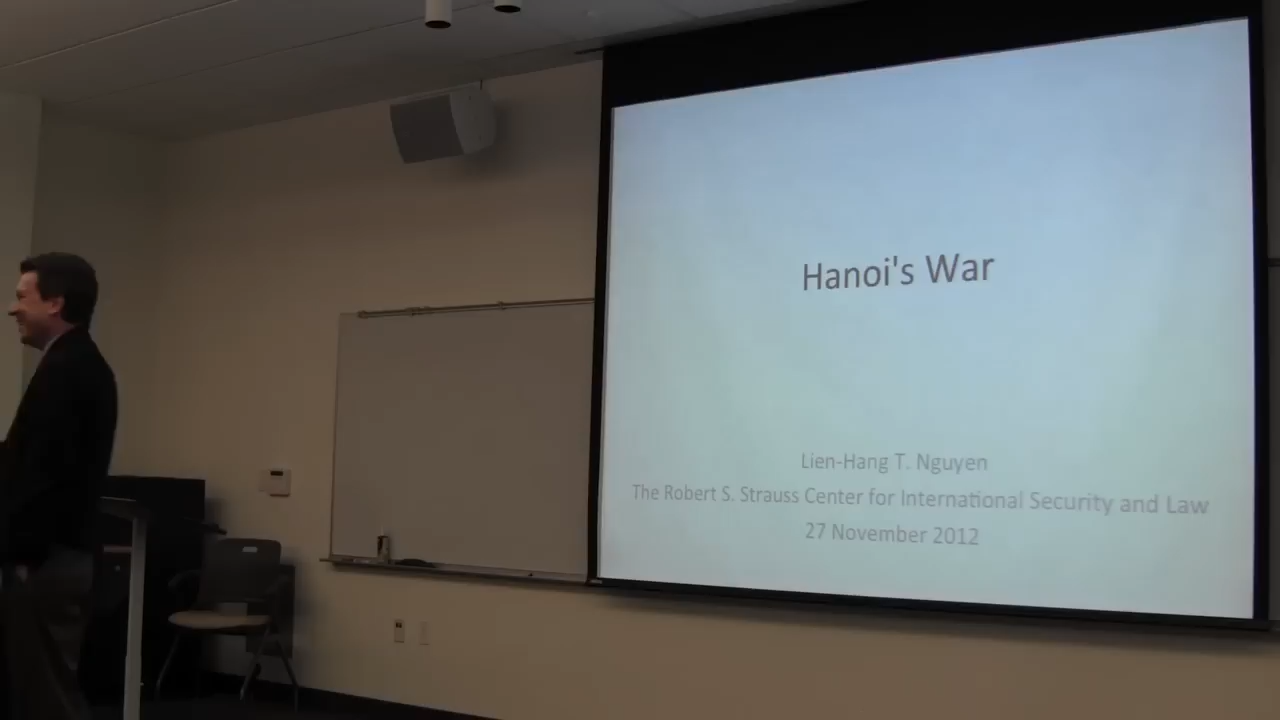 Hanoi's War
Lien-Hang T. Nguyen
The Robert S. Strauss Center for International Security and Law
27 November 2012